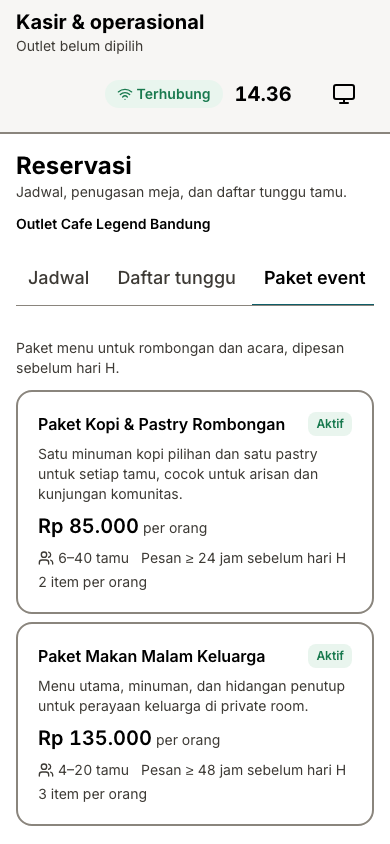 Kasir & operasional
Outlet belum dipilih
Terhubung 14.36
Reservasi
Jadwal, penugasan meja, dan daftar tunggu tamu.
Outlet Cafe Legend Bandung
Jadwal Daftar tunggu Paket event
Paket menu untuk rombongan dan acara, dipesan
sebelum hari H.
Paket Kopi & Pastry Rombongan Aktif
Satu minuman kopi pilihan dan satu pastry
untuk setiap tamu, cocok untuk arisan dan
kunjungan komunitas.
Rp 85.000 per orang
6–40 tamu Pesan ≥ 24 jam sebelum hari H
2 item per orang
Paket Makan Malam Keluarga Aktif
Menu utama, minuman, dan hidangan penutup
untuk perayaan keluarga di private room.
Rp 135.000 per orang
4–20 tamu Pesan ≥ 48 jam sebelum hari H
3 item per orang